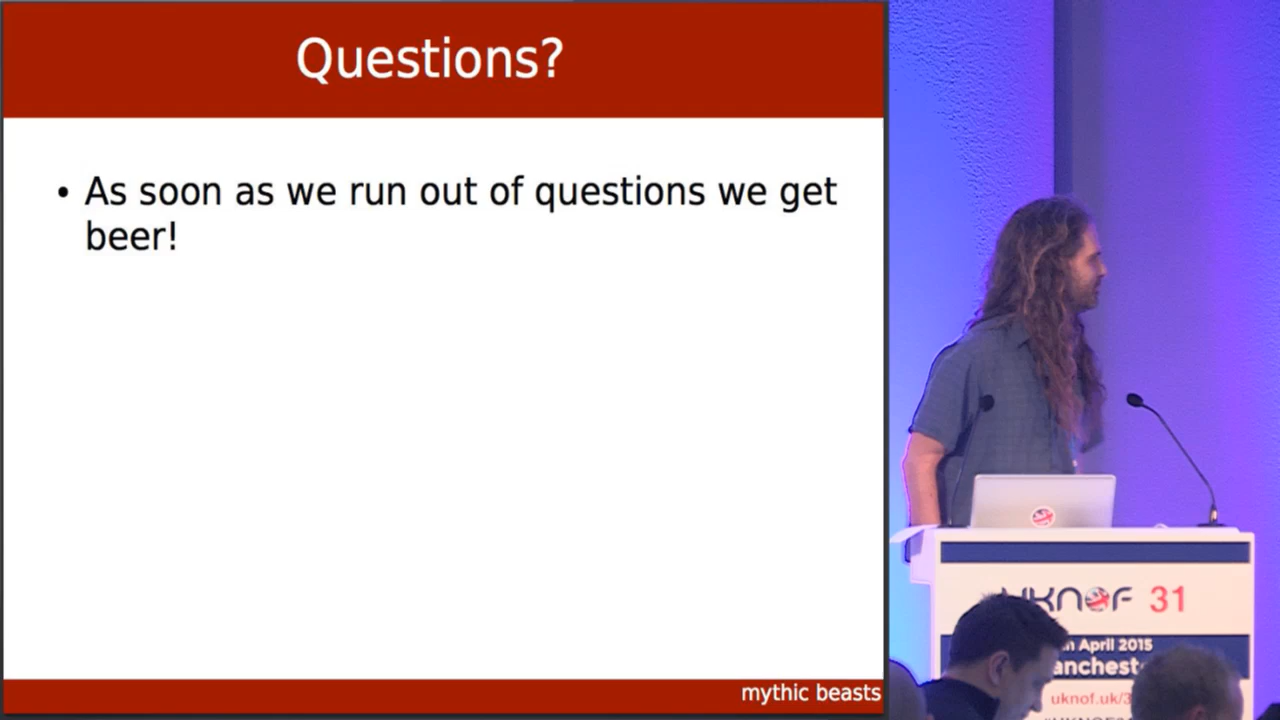 Questions?
• As soon as we run out of questions we get
beer!
mythic beasts
UKNOF 31
April 2015
uknof.uk/3